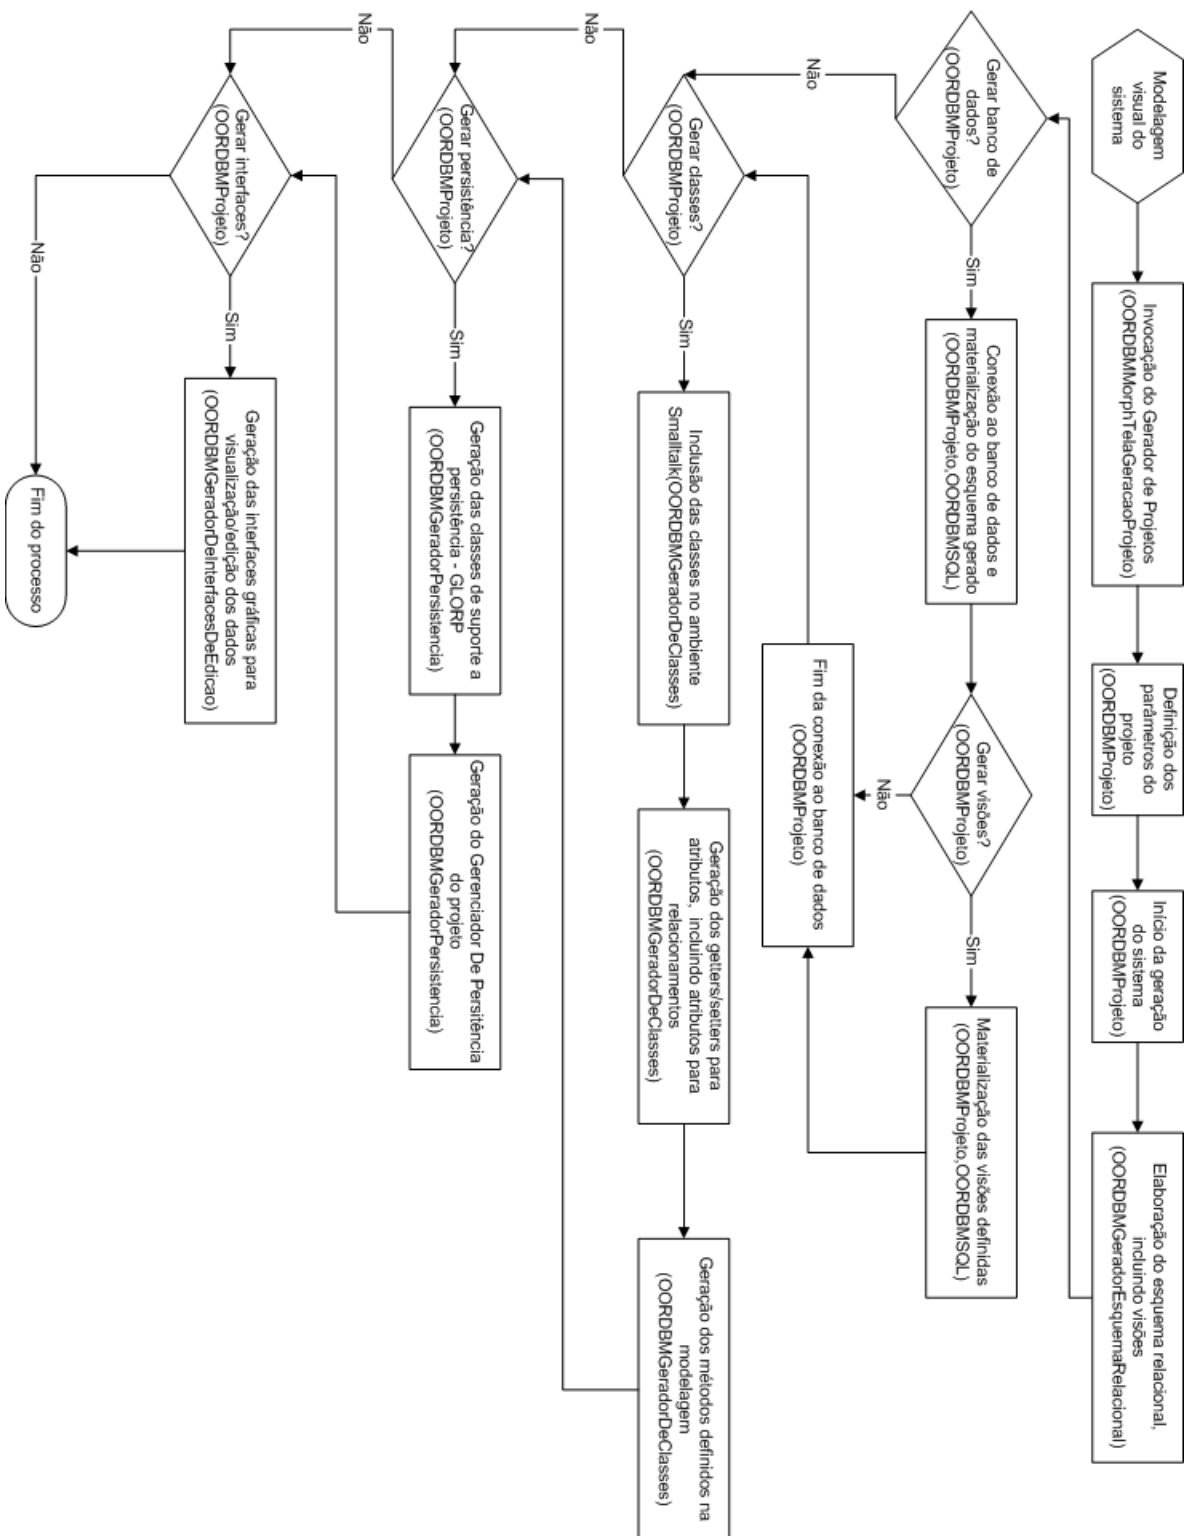 Modelagem
visual do
sistema
Invocação do Gerador de Projetos
(OORDBMMorphTelaGeracaoProjeto)
Definição dos
parâmetros do
projeto
(OORDBMProjeto)
Início da geração
do sistema
(OORDBMProjeto)
Elaboração do esquema relacional,
incluindo visões
(OORDBMGeradorEsquemaRelacional)
Gerar banco de
dados?
(OORDBMProjeto)
Sim
Não
Conexão ao banco de dados e
materialização do esquema gerado
(OORDBMProjeto,OORDBMSQL)
Gerar visões?
(OORDBMProjeto)
Sim
Não
Materialização das visões definidas
(OORDBMProjeto,OORDBMSQL)
Fim da conexão ao banco de dados
(OORDBMProjeto)
Gerar classes?
(OORDBMProjeto)
Sim
Não
Inclusão das classes no ambiente
Smalltalk(OORDBMGeradorDeClasses)
Geração dos getters/setters para
atributos, incluindo atributos para
relacionamentos
(OORDBMGeradorDeClasses)
Geração dos métodos definidos na
modelagem
(OORDBMGeradorDeClasses)
Gerar persistência?
(OORDBMProjeto)
Sim
Não
Geração das classes de suporte a
persistência - GLORP
(OORDBMGeradorPersistencia)
Geração do Gerenciador De Persitência
do projeto
(OORDBMGeradorPersistencia)
Gerar interfaces?
(OORDBMProjeto)
Sim
Não
Geração das interfaces gráficas para
visualização/edição dos dados
(OORDBMGeradorDeInterfacesDeEdicao)
Fim do processo